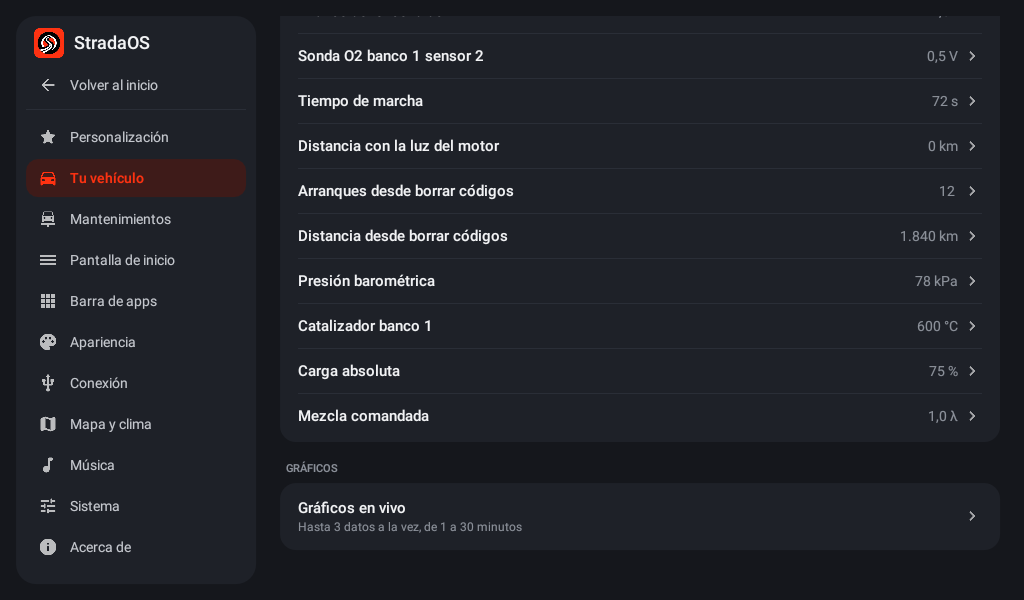 StradaOS
Volver al inicio
Personalización
Tu vehículo
Mantenimientos
Pantalla de inicio
Barra de apps
Apariencia
Conexión
Mapa y clima
Música
Sistema
Acerca de
Sonda O2 banco 1 sensor 2 0,5 V
Tiempo de marcha 72 s
Distancia con la luz del motor 0 km
Arranques desde borrar códigos 12
Distancia desde borrar códigos 1.840 km
Presión barométrica 78 kPa
Catalizador banco 1 600 °C
Carga absoluta 75 %
Mezcla comandada 1,0 λ
GRÁFICOS
Gráficos en vivo
Hasta 3 datos a la vez, de 1 a 30 minutos